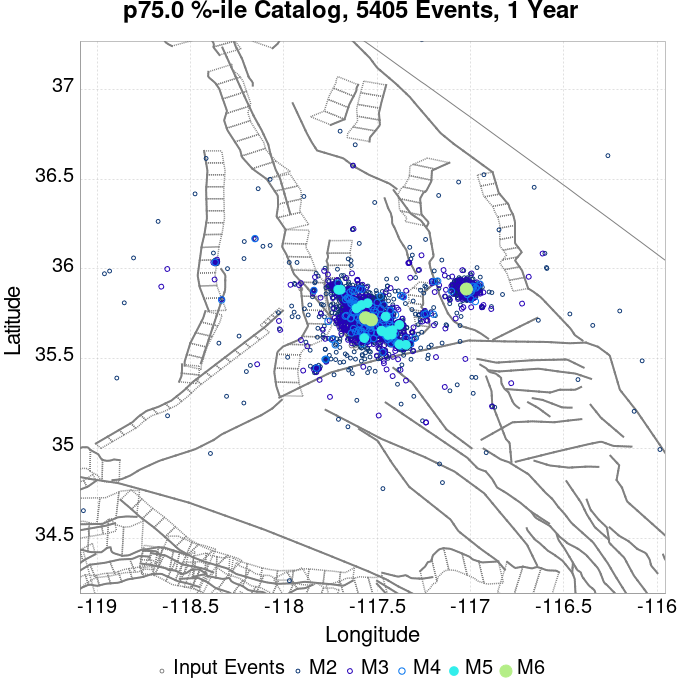 p75.0 %-ile Catalog, 5405 Events, 1 Year
37
36.5
36
35.5
35
34.5
Latitude
-119 -118.5 -118 -117.5 -117 -116.5 -116
Longitude
Input Events M2 M3 M4 M5 M6